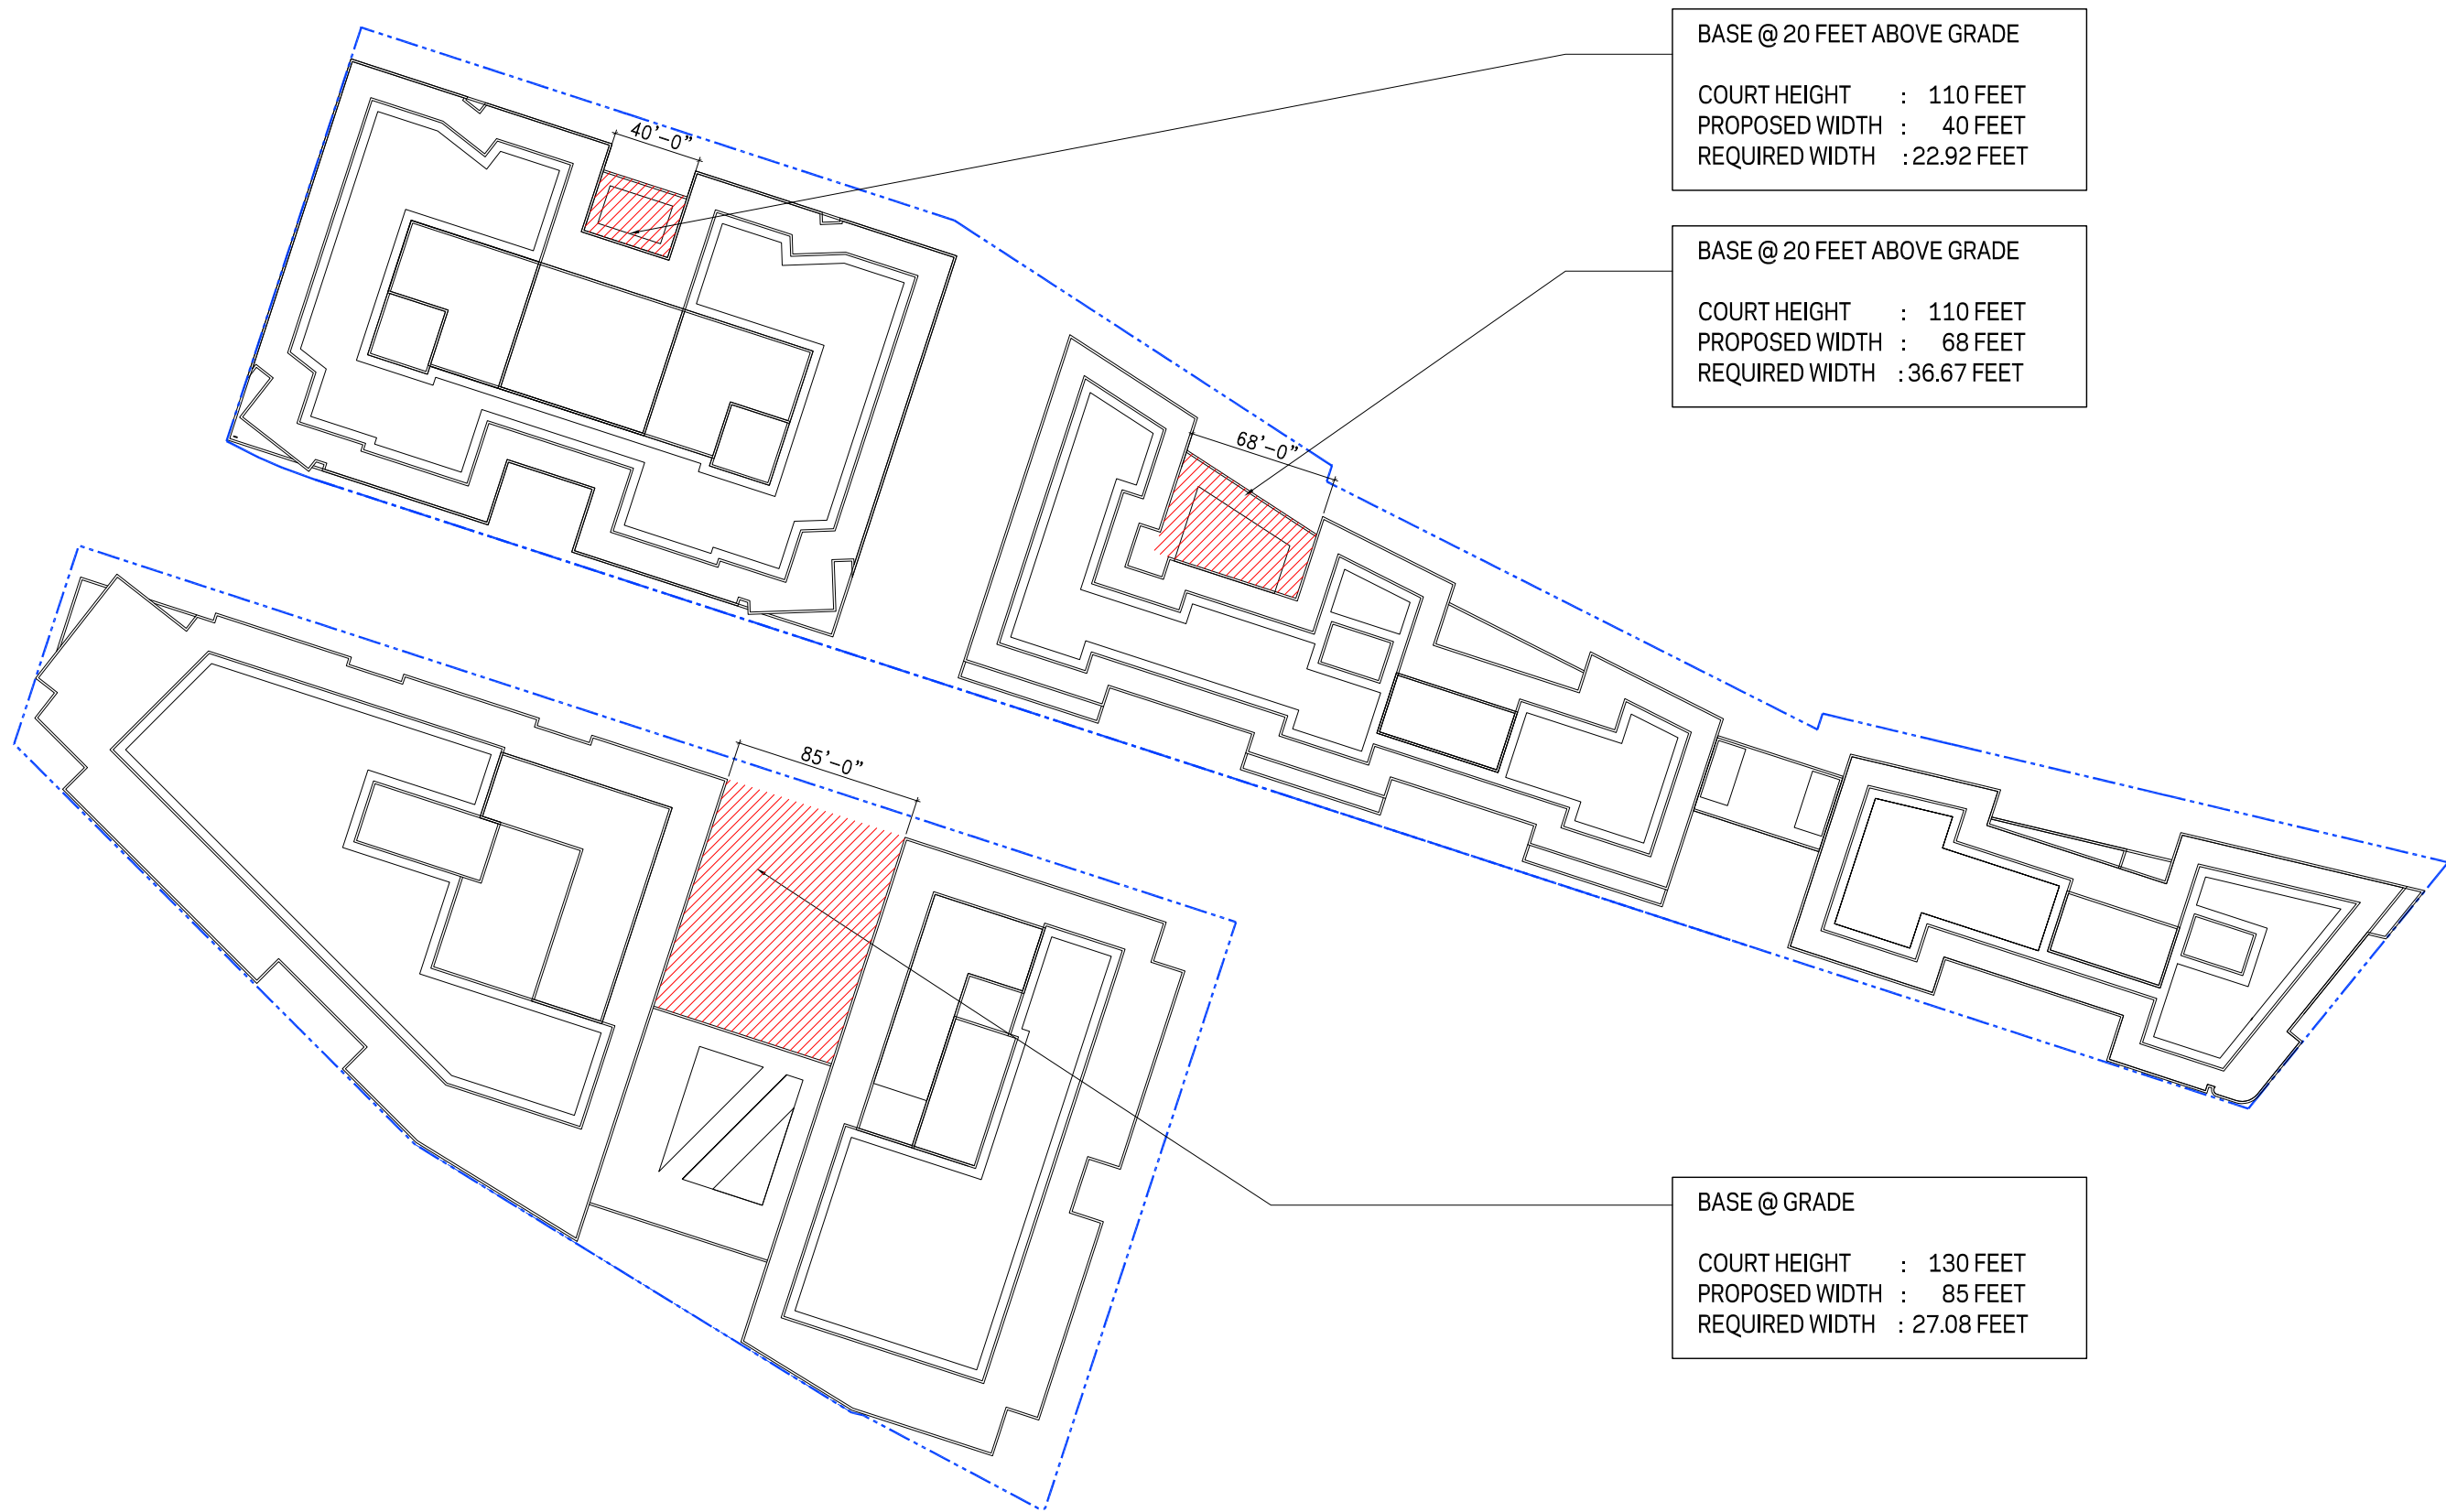 BASE @ 20 FEET ABOVE GRADE
COURT HEIGHT : 110 FEET
PROPOSED WIDTH : 40 FEET
REQUIRED WIDTH : 22.92 FEET
40'-0"
BASE @ 20 FEET ABOVE GRADE
COURT HEIGHT : 110 FEET
PROPOSED WIDTH : 68 FEET
REQUIRED WIDTH : 36.67 FEET
68'-0"
85'-0"
BASE @ GRADE
COURT HEIGHT : 130 FEET
PROPOSED WIDTH : 85 FEET
REQUIRED WIDTH : 27.08 FEET